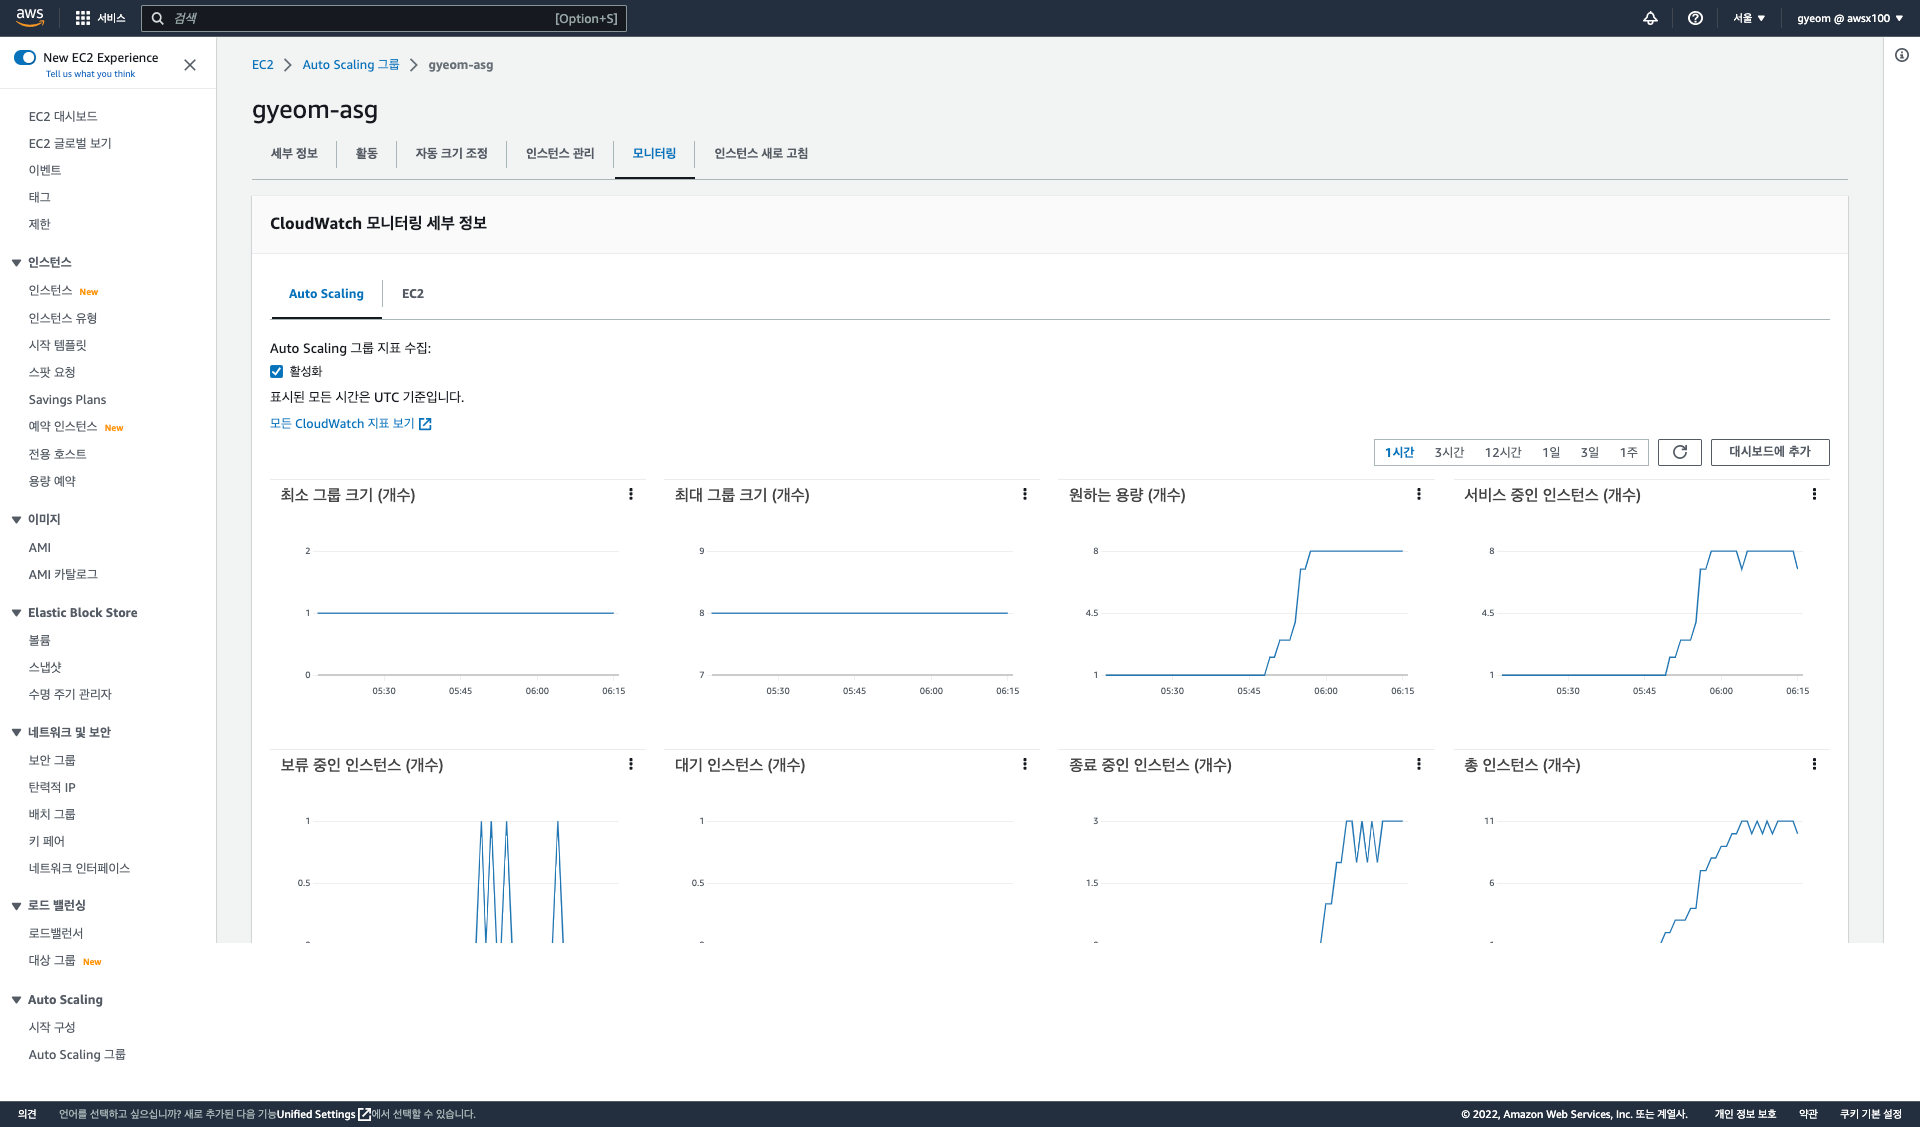 aws
서비스
검색
[Option+S]
서울 ▼
gyeom @ awsx100 ▼
New EC2 Experience
Tell us what you think
EC2 대시보드
EC2 글로벌 보기
이벤트
태그
제한
인스턴스
인스턴스 New
인스턴스 유형
시작 템플릿
스팟 요청
Savings Plans
예약 인스턴스 New
전용 호스트
용량 예약
이미지
AMI
AMI 카탈로그
Elastic Block Store
볼륨
스냅샷
수명 주기 관리자
네트워크 및 보안
보안 그룹
탄력적 IP
배치 그룹
키 페어
네트워크 인터페이스
로드 밸런싱
로드밸런서
대상 그룹 New
Auto Scaling
시작 구성
Auto Scaling 그룹
EC2 > Auto Scaling 그룹 > gyeom-asg
gyeom-asg
세부 정보
활동
자동 크기 조정
인스턴스 관리
모니터링
인스턴스 새로 고침
CloudWatch 모니터링 세부 정보
Auto Scaling
EC2
Auto Scaling 그룹 지표 수집:
활성화
표시된 모든 시간은 UTC 기준입니다.
모든 CloudWatch 지표 보기
1시간 3시간 12시간 1일 3일 1주
대시보드에 추가
최소 그룹 크기 (개수)
2
1
0
05:30 05:45 06:00 06:15
최대 그룹 크기 (개수)
9
8
7
05:30 05:45 06:00 06:15
원하는 용량 (개수)
8
4.5
1
05:30 05:45 06:00 06:15
서비스 중인 인스턴스 (개수)
8
4.5
1
05:30 05:45 06:00 06:15
보류 중인 인스턴스 (개수)
1
0.5
대기 인스턴스 (개수)
1
0.5
종료 중인 인스턴스 (개수)
3
1.5
총 인스턴스 (개수)
11
6
의견
언어를 선택하고 싶으십니까? 새로 추가된 다음 기능Unified Settings에서 선택할 수 있습니다.
© 2022, Amazon Web Services, Inc. 또는 계열사.
개인 정보 보호
약관
쿠키 기본 설정